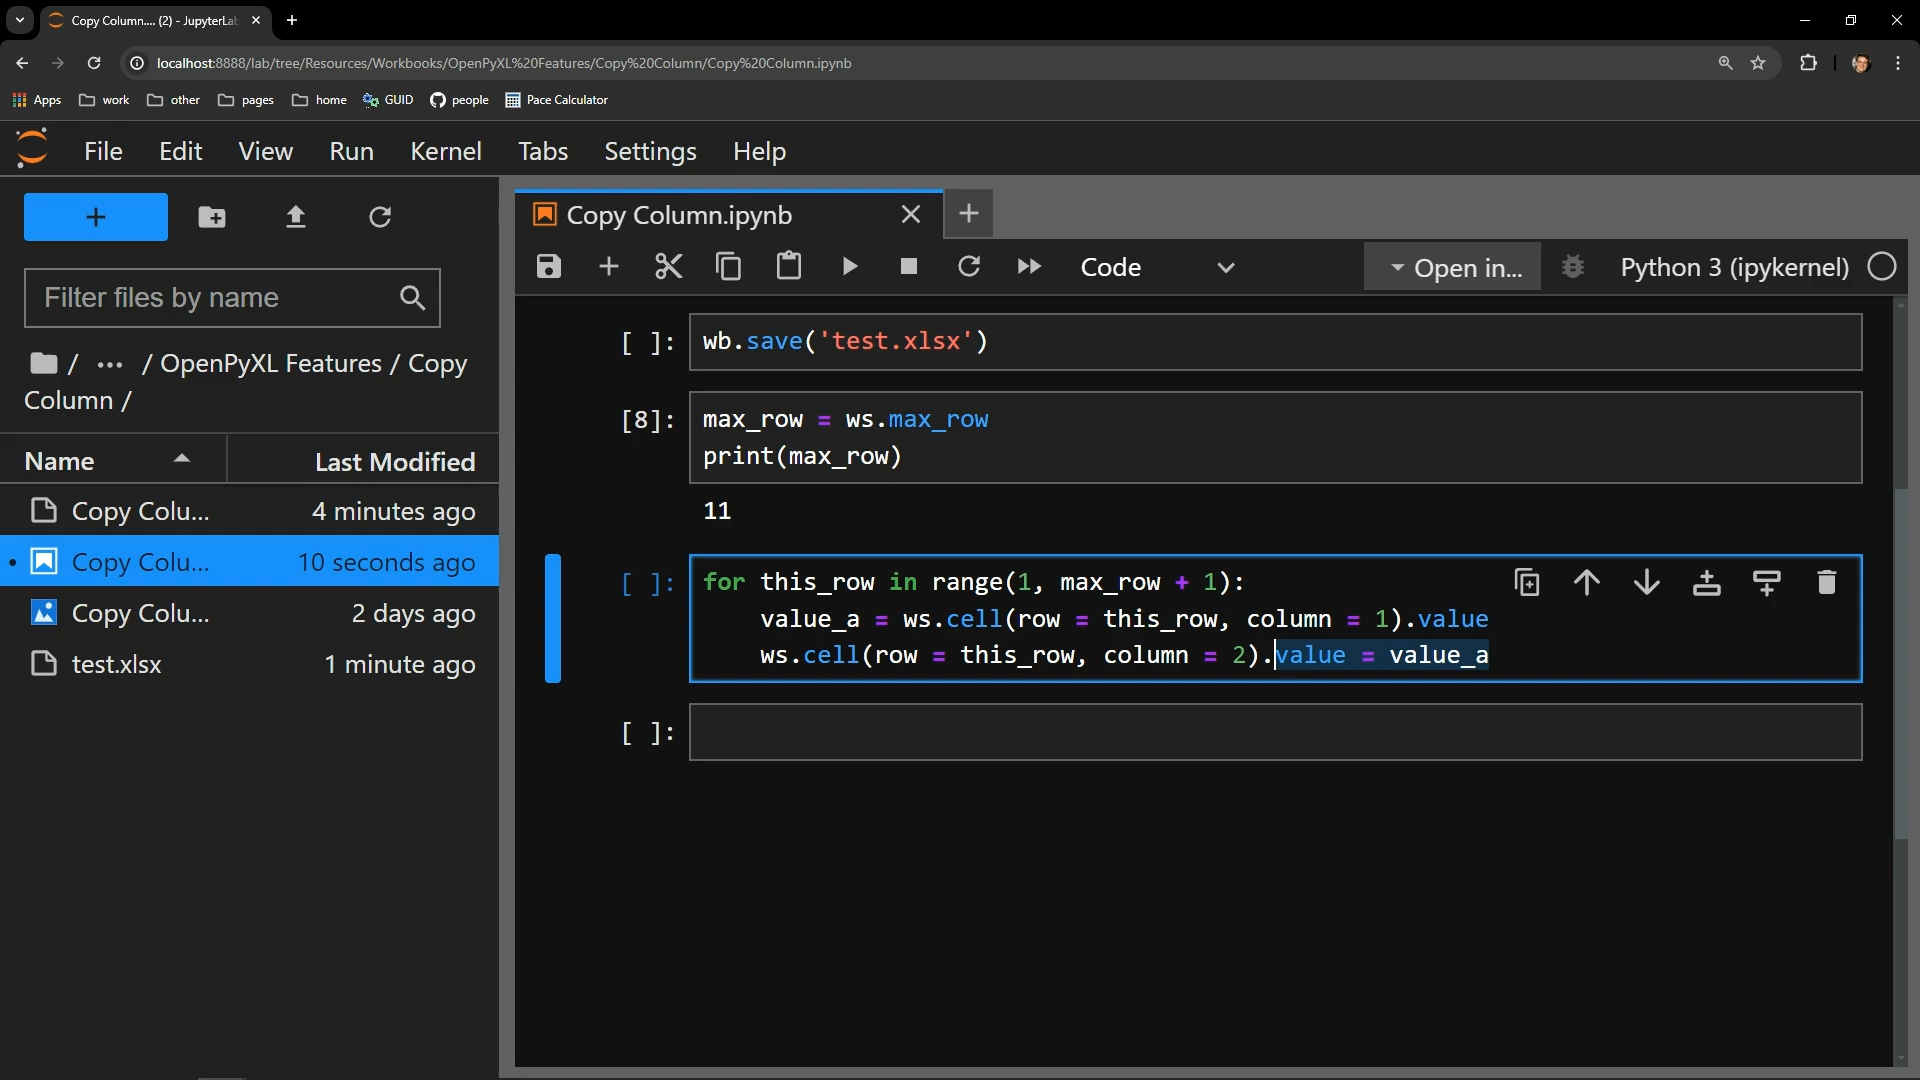 Copy Column.... (2) - JupyterLa
localhost:8888/lab/tree/Resources/Workbooks/OpenPyXL%20Features/Copy%20Column/Copy%20Column.ipynb
Apps work other pages home GUID people Pace Calculator
File Edit View Run Kernel Tabs Settings Help
+
Filter files by name
/ ... / OpenPyXL Features / Copy
Column /
Name Last Modified
Copy Colu... 4 minutes ago
Copy Colu... 10 seconds ago
Copy Colu... 2 days ago
test.xlsx 1 minute ago
Copy Column.ipynb
Code Open in... Python 3 (ipykernel)
[ ]: wb.save('test.xlsx')
[8]: max_row = ws.max_row
print(max_row)
11
[ ]: for this_row in range(1, max_row + 1):
value_a = ws.cell(row = this_row, column = 1).value
ws.cell(row = this_row, column = 2).value = value_a
[ ]: